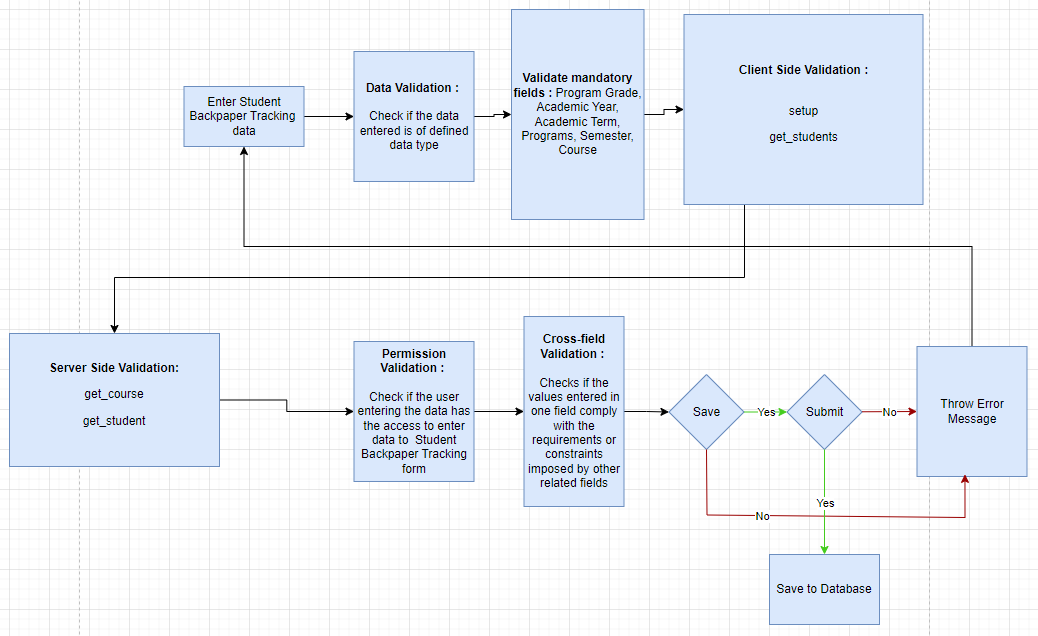 Enter Student
Backpaper Tracking
data
Data Validation :
Check if the data
entered is of defined
data type
Validate mandatory
fields : Program Grade,
Academic Year,
Academic Term,
Programs, Semester,
Course
Client Side Validation :
setup
get_students
Server Side Validation:
get_course
get_student
Permission
Validation :
Check if the user
entering the data has
the access to enter
data to Student
Backpaper Tracking
form
Cross-field
Validation :
Checks if the
values entered in
one field comply
with the
requirements or
constraints
imposed by other
related fields
Save
Yes
Submit
No
Throw Error
Message
Yes
No
Save to Database